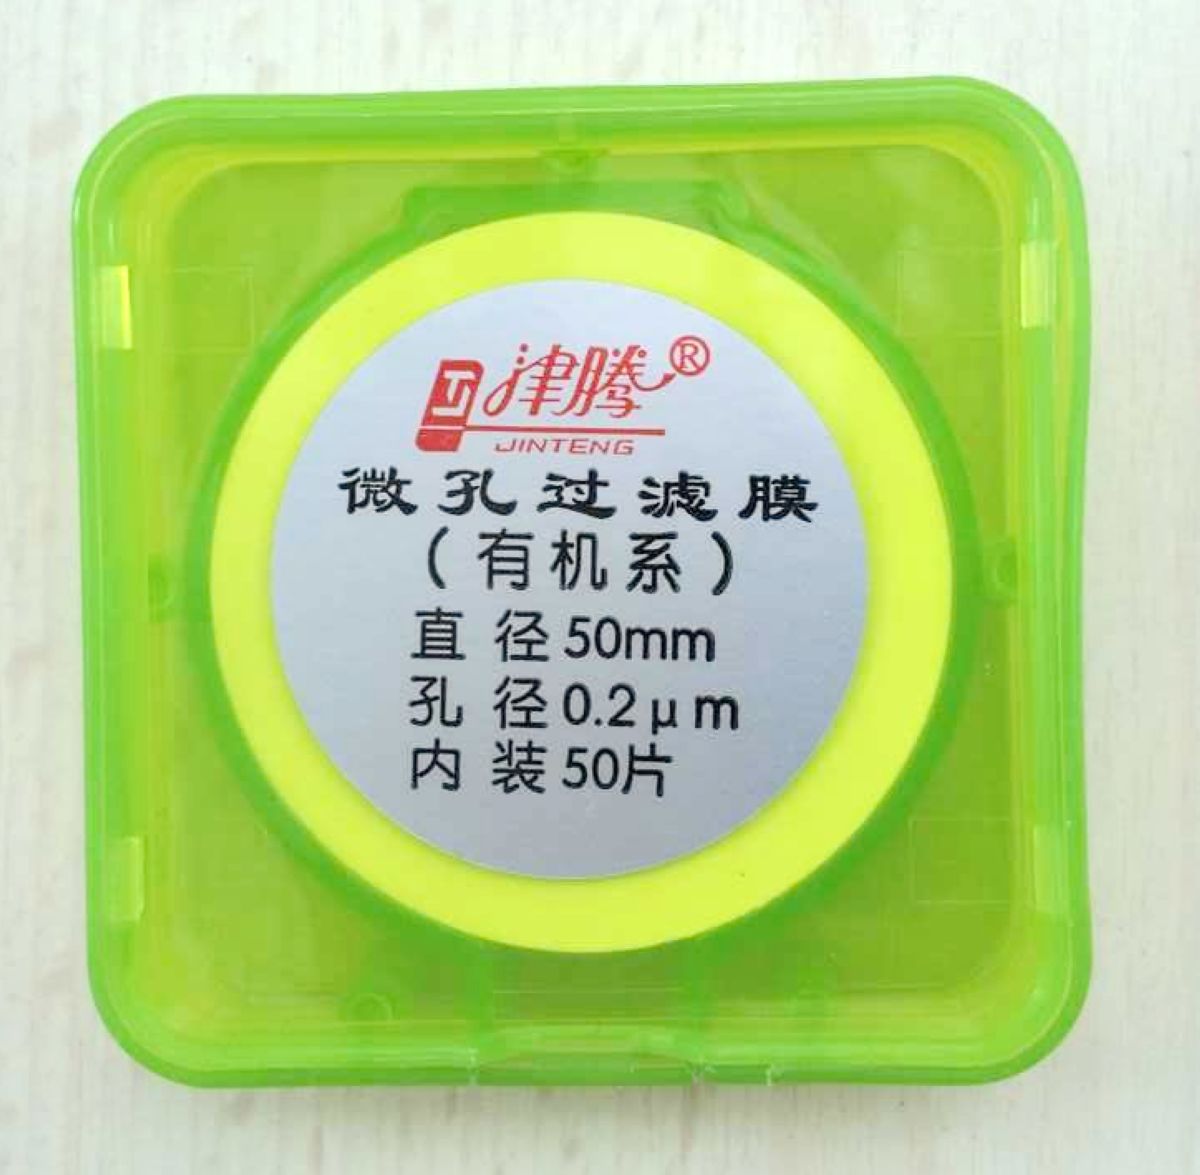 津腾®
JINTENG
微孔过滤膜
(有机系)
直 径 50mm
孔 径 0.2μm
内 装 50片